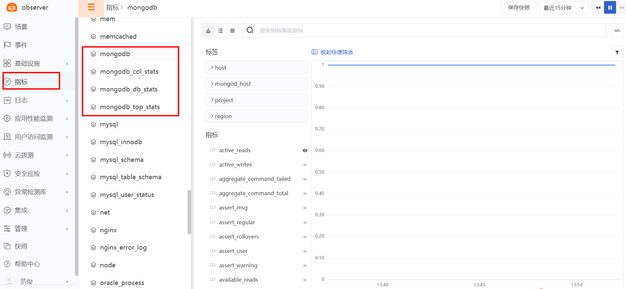 observer
场景
事件
基础设施
指标
日志
应用性能监测
用户访问监测
云拨测
安全巡检
异常检测库
集成
管理
快照
帮助中心
指标 > mongodb
保存快照
最近15分钟
mem
memcached
mongodb
mongodb_col_stats
mongodb_db_stats
mongodb_top_stats
mysql
mysql_innodb
mysql_schema
mysql_table_schema
mysql_user_status
net
nginx
nginx_error_log
node
oracle_process
搜索指标集或指标
标签
host
mongod_host
project
region
指标
active_reads
active_writes
aggregate_command_failed
aggregate_command_total
assert_msg
assert_regular
assert_rollovers
assert_user
assert_warning
available_reads
收起快捷筛选
1
0.90
0.80
0.70
0.60
0.50
0.40
0.30
0.20
0.10
0
13:40
13:45
13:50